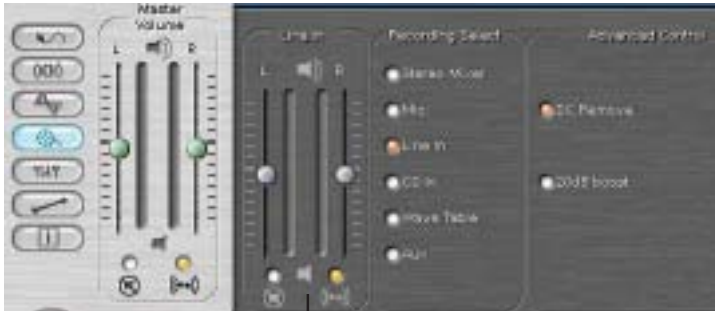 Master
Volume
L R
Line In
L R
Recording Select
Stereo Mixer
Mic
Line In
CD In
Wave Table
Aux
Advanced Control
DC Remove
20dB boost